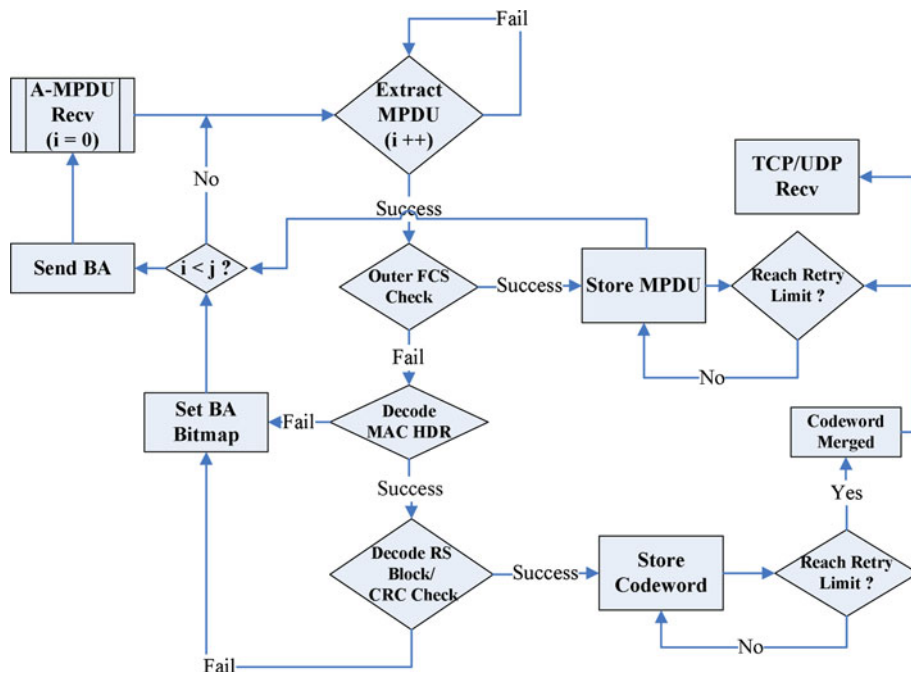 Fail
A-MPDU
Recv
(i = 0)
Extract
MPDU
(i ++)
No
TCP/UDP
Recv
Success
Send BA
i < j ?
Outer FCS
Check
Success
Store MPDU
Reach Retry
Limit ?
Fail
No
Set BA
Bitmap
Fail
Decode
MAC HDR
Codeword
Merged
Success
Yes
Decode RS
Block/
CRC Check
Success
Store
Codeword
Reach Retry
Limit ?
No
Fail